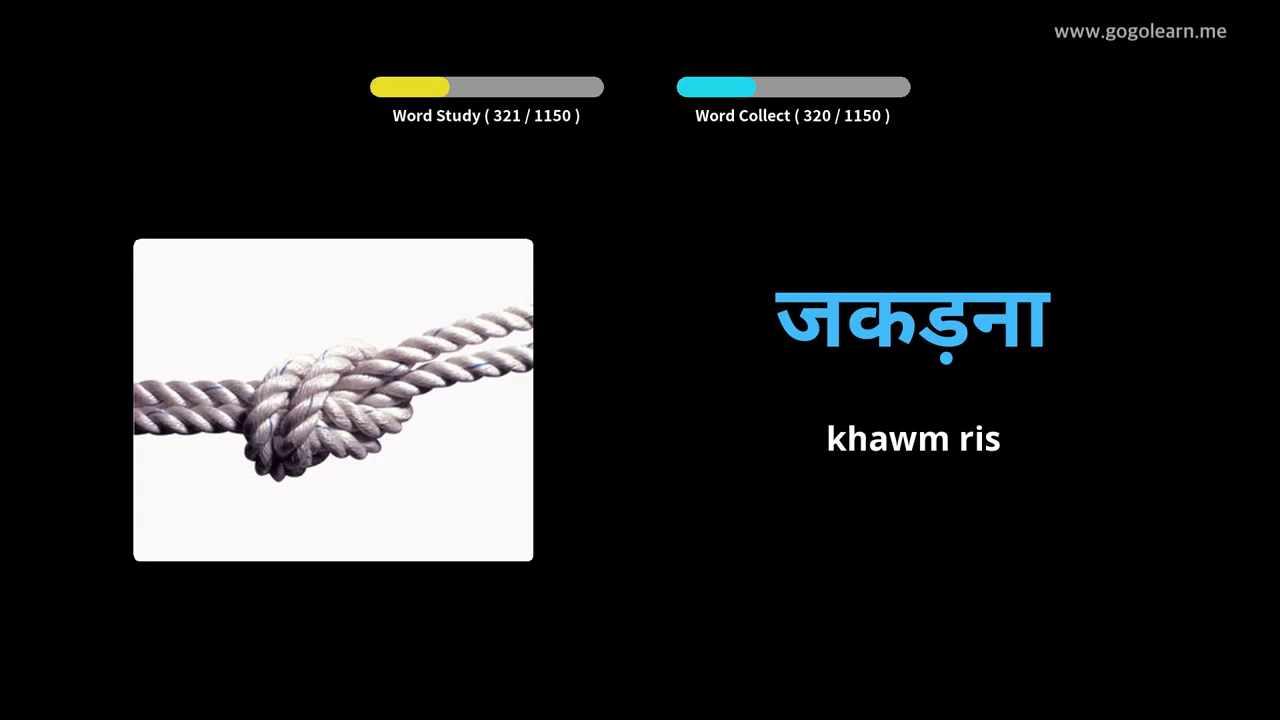 www.gogolearn.me
Word Study ( 321 / 1150 )
Word Collect ( 320 / 1150 )
जकड़ना
khawm ris